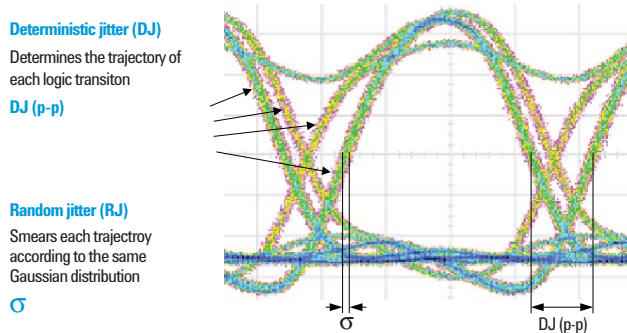 Deterministic jitter (DJ)
Determines the trajectory of
each logic transiton
DJ (p-p)
Random jitter (RJ)
Smears each trajectroy
according to the same
Gaussian distribution
σ
σ
DJ (p-p)